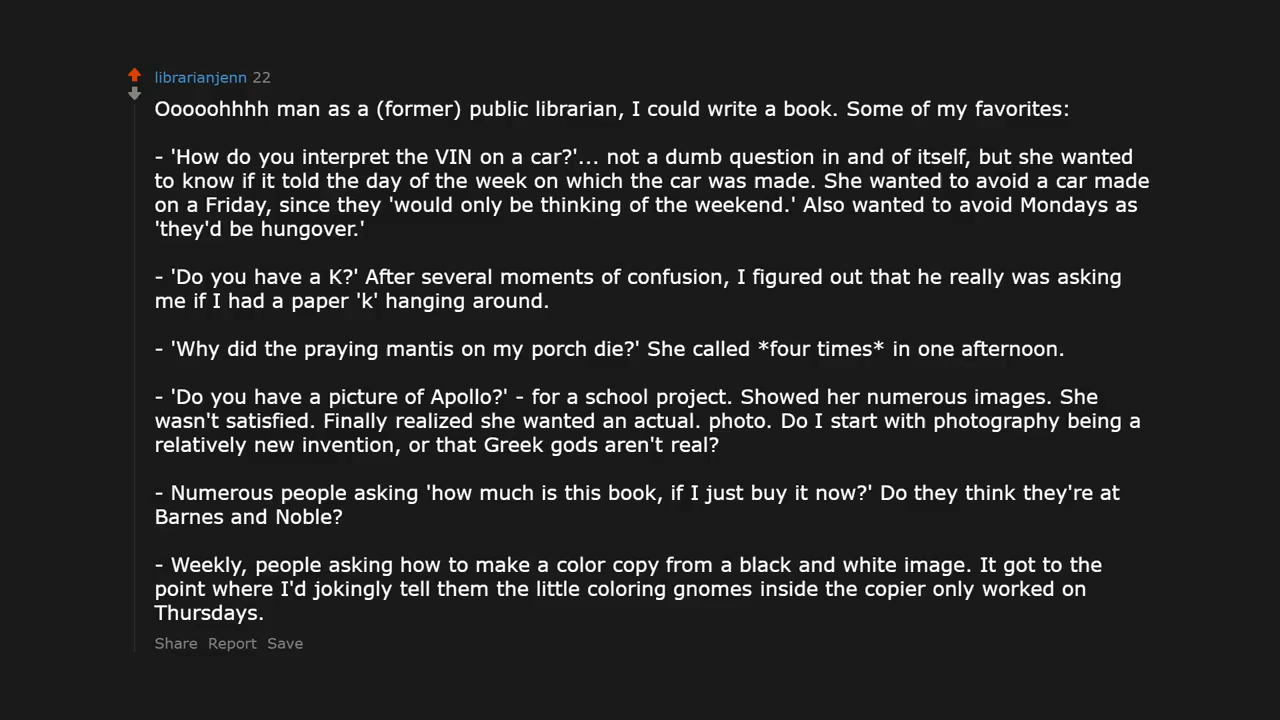 librarianjenn 22
Ooooohhhh man as a (former) public librarian, I could write a book. Some of my favorites:
- 'How do you interpret the VIN on a car?'... not a dumb question in and of itself, but she wanted
to know if it told the day of the week on which the car was made. She wanted to avoid a car made
on a Friday, since they 'would only be thinking of the weekend.' Also wanted to avoid Mondays as
'they'd be hungover.'
- 'Do you have a K?' After several moments of confusion, I figured out that he really was asking
me if I had a paper 'k' hanging around.
- 'Why did the praying mantis on my porch die?' She called *four times* in one afternoon.
- 'Do you have a picture of Apollo?' - for a school project. Showed her numerous images. She
wasn't satisfied. Finally realized she wanted an actual. photo. Do I start with photography being a
relatively new invention, or that Greek gods aren't real?
- Numerous people asking 'how much is this book, if I just buy it now?' Do they think they're at
Barnes and Noble?
- Weekly, people asking how to make a color copy from a black and white image. It got to the
point where I'd jokingly tell them the little coloring gnomes inside the copier only worked on
Thursdays.
Share Report Save